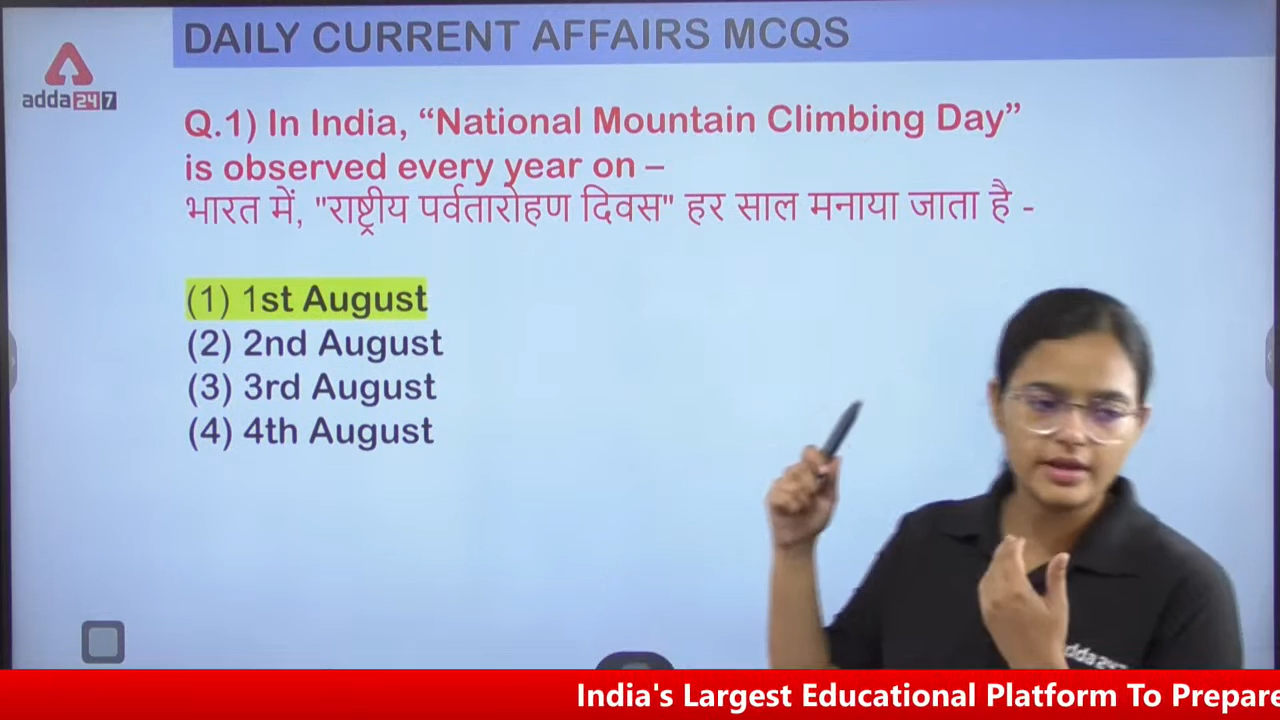 DAILY CURRENT AFFAIRS MCQS
adda247
Q.1) In India, “National Mountain Climbing Day”
is observed every year on –
भारत में, "राष्ट्रीय पर्वतारोहण दिवस" हर साल मनाया जाता है -
(1) 1st August
(2) 2nd August
(3) 3rd August
(4) 4th August
dda247
India's Largest Educational Platform To Prepare